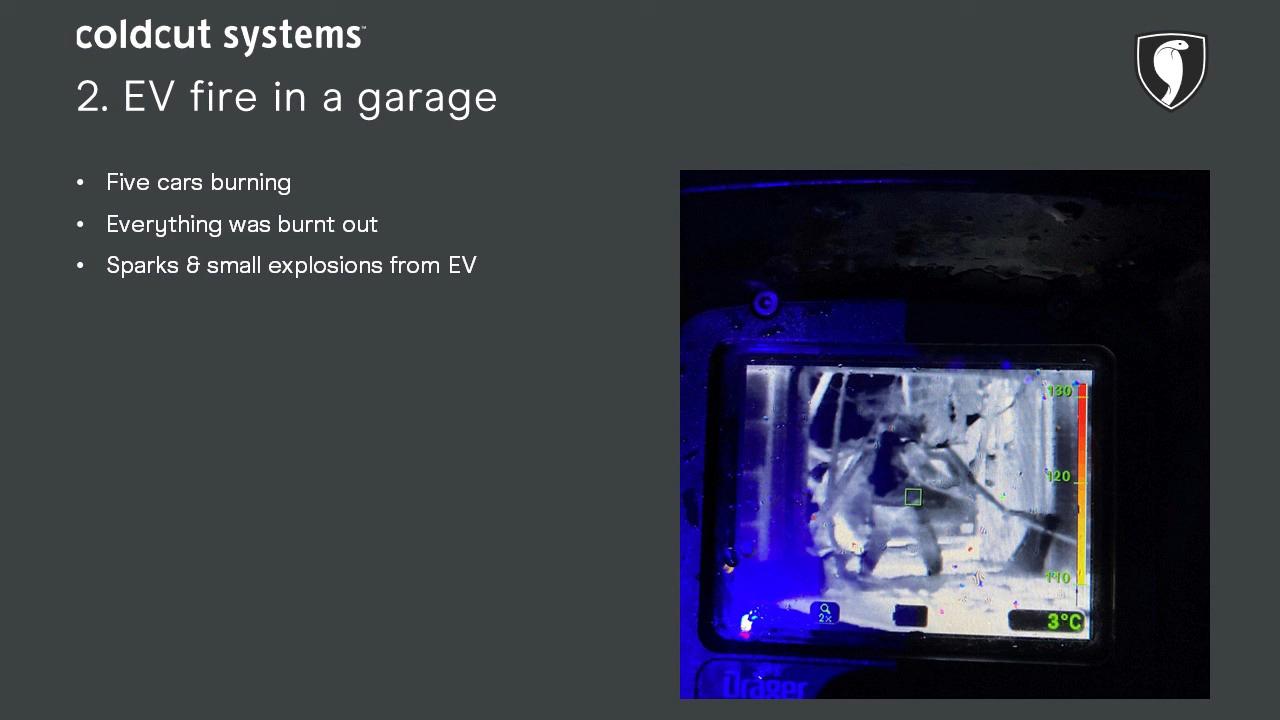 coldcut systems™
2. EV fire in a garage
• Five cars burning
• Everything was burnt out
• Sparks & small explosions from EV
130
120
110
2x
3°C
Dräger